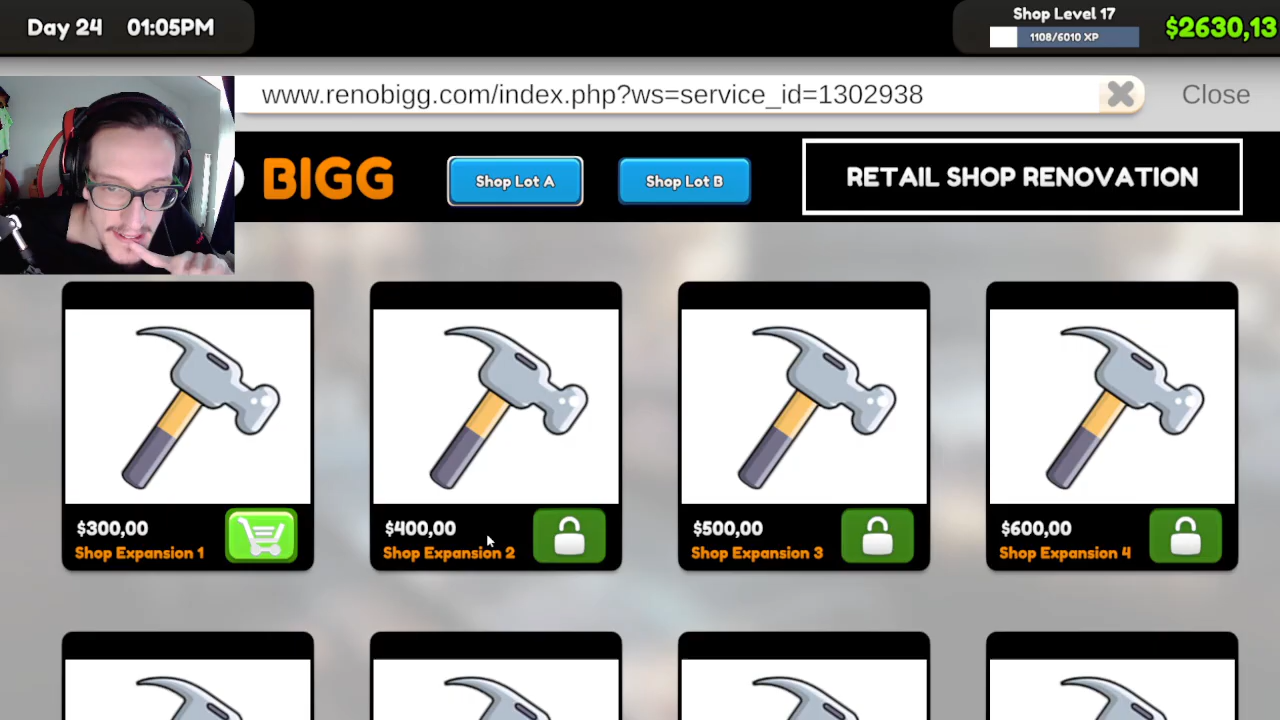 Day 24 01:05PM
Shop Level 17
1108/6010 XP
$2630,13
www.renobigg.com/index.php?ws=service_id=1302938
Close
BIGG
Shop Lot A
Shop Lot B
RETAIL SHOP RENOVATION
$300,00
Shop Expansion 1
$400,00
Shop Expansion 2
$500,00
Shop Expansion 3
$600,00
Shop Expansion 4